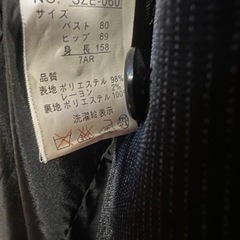 NO. SZE-060
サイズ
バスト 80
ヒップ 89
身長 158
7AR
品質
表地 ポリエステル 98%
レーヨン 2%
裏地 ポリエステル 100%
洗濯絵表示